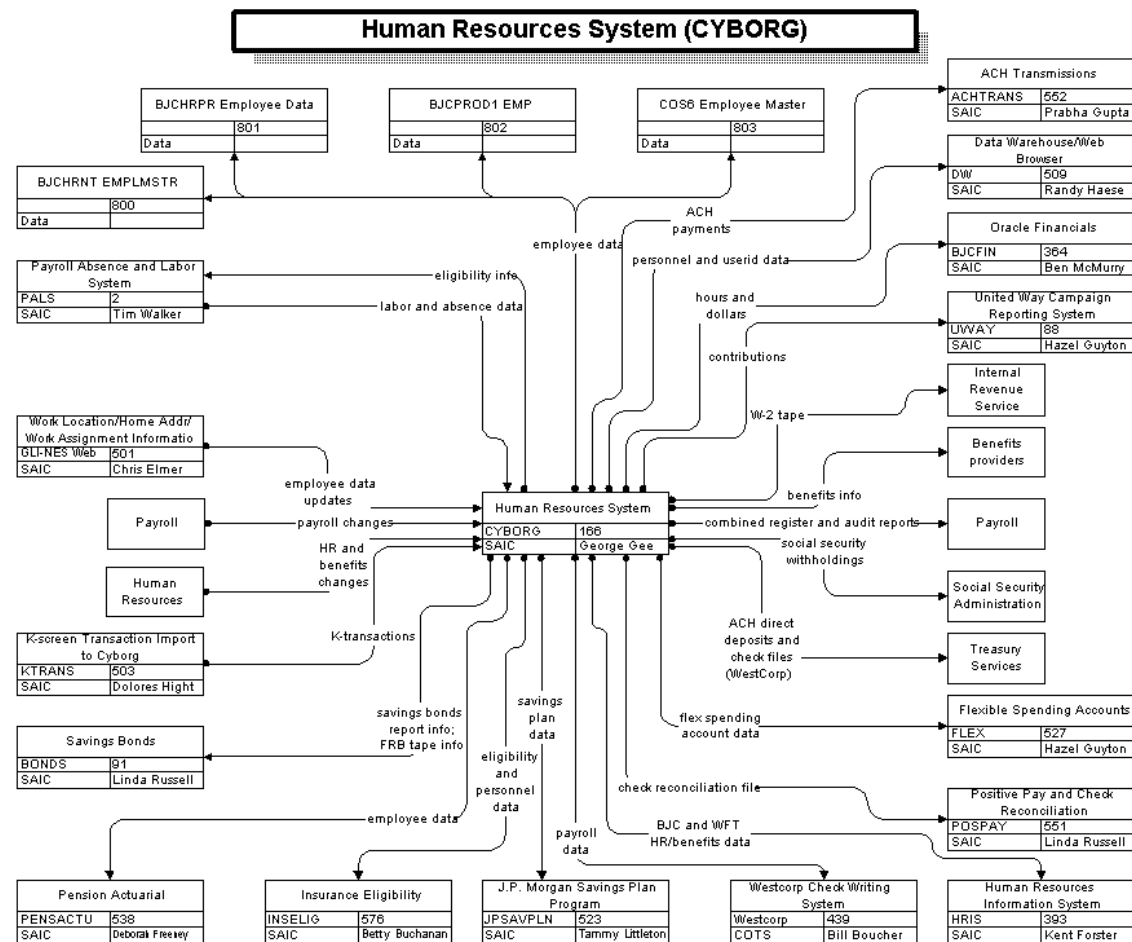 Human Resources System (CYBORG)
BJCHRPR Employee Data
801
Data
BJCPROD1 EMP
802
Data
COS6 Employee Master
803
Data
ACH Transmissions
ACHTRANS 552
SAIC Prabha Gupta
Data Warehouse/Web
Browser
DW 509
SAIC Randy Haese
BJCHRNT EMPLMSTR
800
Data
ACH
payments
employee data
personnel and userid data
Oracle Financials
BJCFIN 364
SAIC Ben McMurry
Payroll Absence and Labor
System
PALS 2
SAIC Tim Walker
eligibility info
labor and absence data
hours and
dollars
contributions
United Way Campaign
Reporting System
UWAY 88
SAIC Hazel Guyton
W-2 tape
Internal
Revenue
Service
Work Location/Home Addr/
Work Assignment Informatio
GLI-NES Web 501
SAIC Chris Elmer
employee data
updates
benefits info
Benefits
providers
Payroll
payroll changes
Human Resources System
CYBORG 166
SAIC George Gee
combined register and audit reports
Payroll
HR and
benefits
changes
social security
withholdings
Human
Resources
Social Security
Administration
K-screen Transaction Import
to Cyborg
KTRANS 503
SAIC Dolores Hight
K-transactions
ACH direct
deposits and
check files
(WestCorp)
Treasury
Services
Savings Bonds
BONDS 91
SAIC Linda Russell
savings bonds
report info;
FRB tape info
savings
plan
data
flex spending
account data
Flexible Spending Accounts
FLEX 527
SAIC Hazel Guyton
eligibility
and
personnel
data
check reconciliation file
Positive Pay and Check
Reconciliation
POSPAY 551
SAIC Linda Russell
employee data
payroll
data
BJC and WFT
HR/benefits data
Pension Actuarial
PENSACTU 538
SAIC Deborah Freeney
Insurance Eligibility
INSELIG 576
SAIC Betty Buchanan
J.P. Morgan Savings Plan
Program
JPSAVPLN 523
SAIC Tammy Littleton
Westcorp Check Writing
System
Westcorp 439
COTS Bill Boucher
Human Resources
Information System
HRIS 393
SAIC Kent Forster